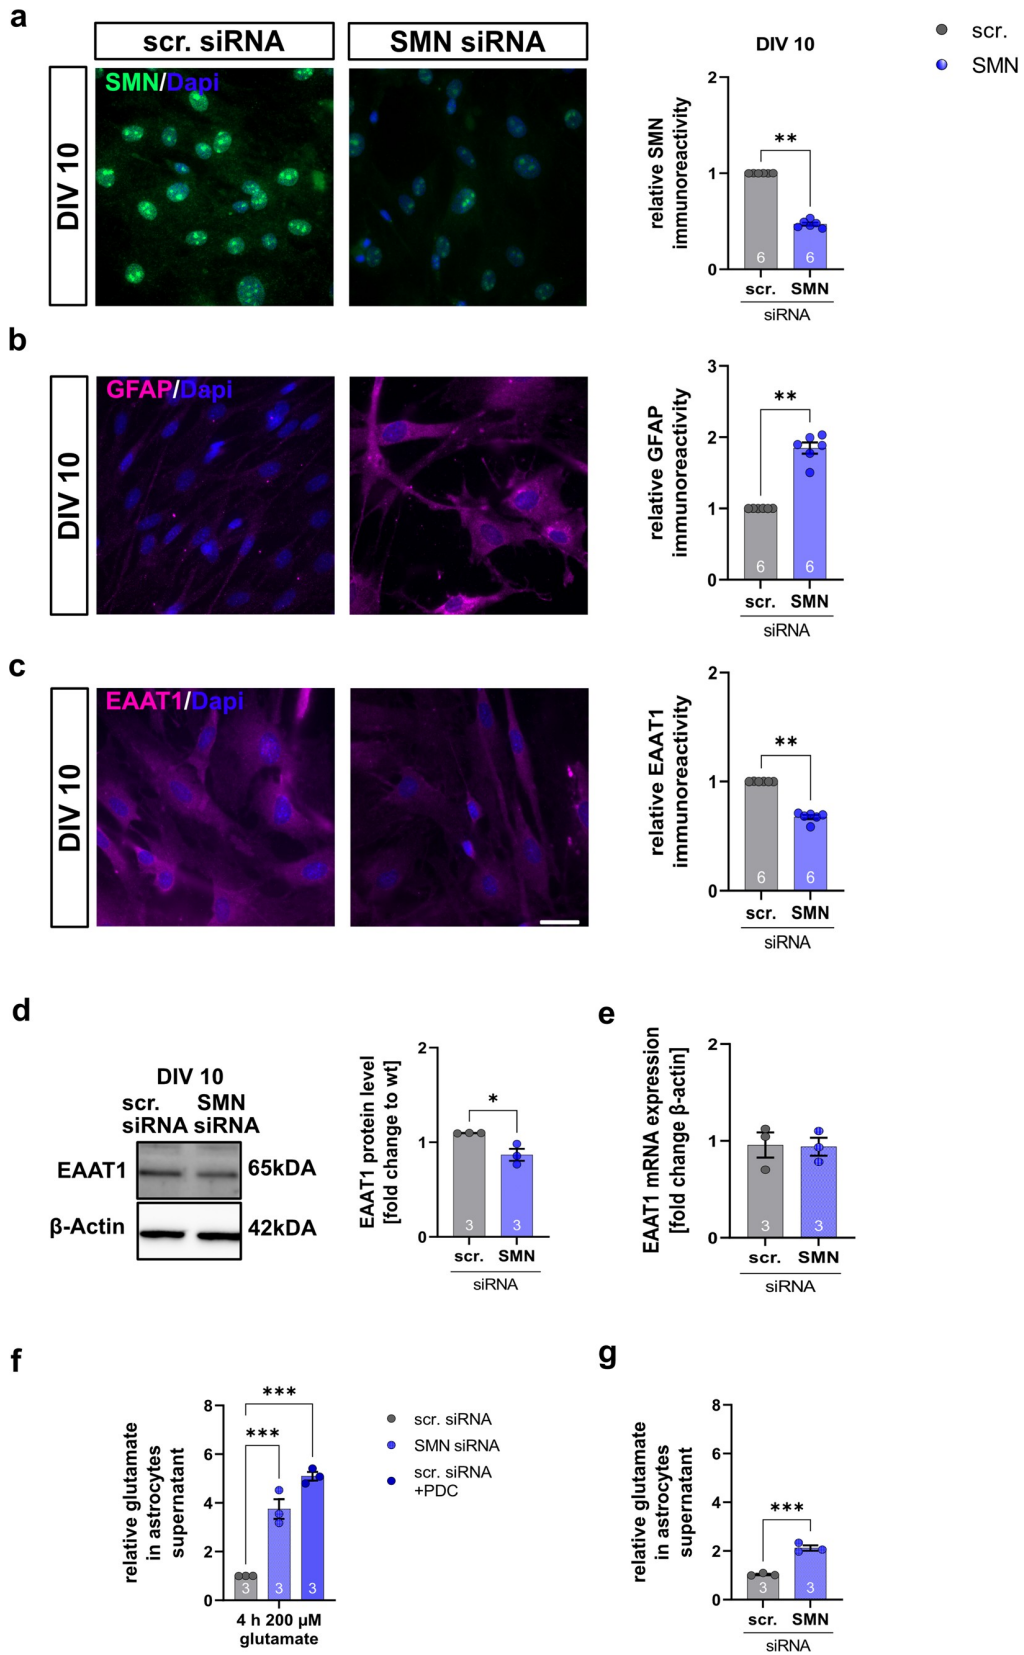 a
scr. siRNA
SMN siRNA
DIV 10
SMN/Dapi
DIV 10
scr.
SMN
relative SMN
immunoreactivity
2
1
0
**
6
6
scr.
SMN
siRNA
b
DIV 10
GFAP/Dapi
relative GFAP
immunoreactivity
3
2
1
0
**
6
6
scr.
SMN
siRNA
c
DIV 10
EAAT1/Dapi
relative EAAT1
immunoreactivity
2
1
0
**
6
6
scr.
SMN
siRNA
d
DIV 10
scr.
siRNA
SMN
siRNA
EAAT1
65kDA
β-Actin
42kDA
EAAT1 protein level
[fold change to wt]
2
1
0
*
3
3
scr.
SMN
siRNA
e
EAAT1 mRNA expression
[fold change β-actin]
2
1
0
3
3
scr.
SMN
siRNA
f
relative glutamate
in astrocytes
supernatant
8
6
4
2
0
***
***
3
3
3
4 h 200 µM
glutamate
scr. siRNA
SMN siRNA
scr. siRNA
+PDC
g
relative glutamate
in astrocytes
supernatant
8
6
4
2
0
***
3
3
scr.
SMN
siRNA